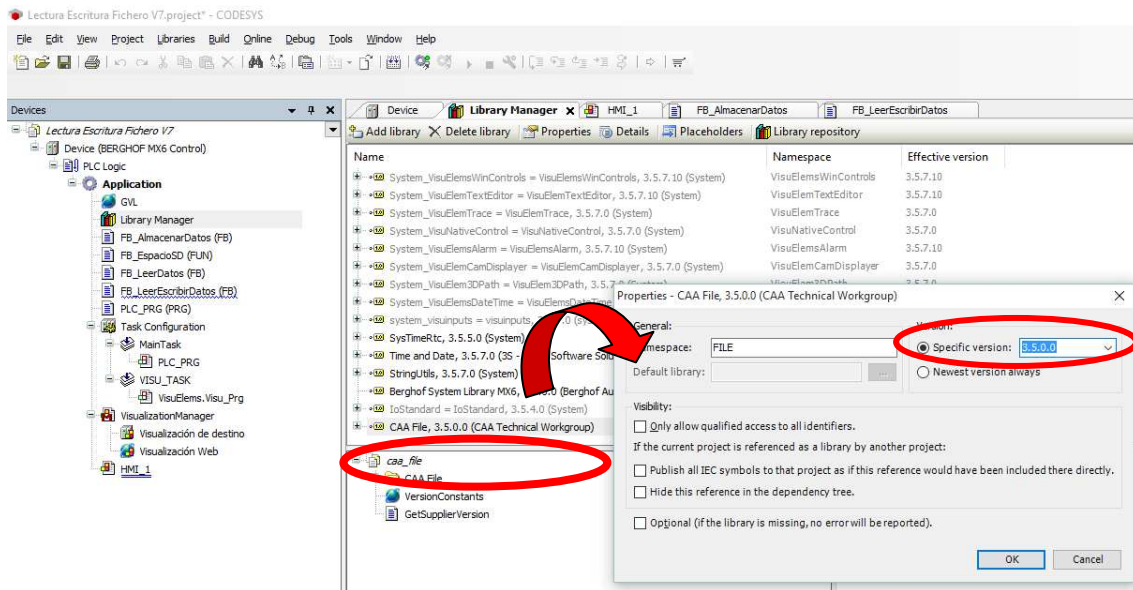 Lectura Escritura Fichero V7.project* - CODESYS
File Edit View Project Libraries Build Online Debug Tools Window Help
Devices
Device Library Manager HMI_1 FB_AlmacenarDatos FB_LeerEscribirDatos
Lectura Escritura Fichero V7
Device (BERGHOF MX6 Control)
PLC Logic
Application
GVL
Library Manager
FB_AlmacenarDatos (FB)
FB_EspacioSD (FUN)
FB_LeerDatos (FB)
FB_LeerEscribirDatos (FB)
PLC_PRG (PRG)
Task Configuration
MainTask
PLC_PRG
VISU_TASK
VisuElems.Visu_Prg
VisualizationManager
Visualización de destino
Visualización Web
HMI_1
Add library Delete library Properties Details Placeholders Library repository
Name Namespace Effective version
System_VisuElemsWinControls = VisuElemsWinControls, 3.5.7.10 (System) VisuElemsWinControls 3.5.7.10
System_VisuElemTextEditor = VisuElemTextEditor, 3.5.7.10 (System) VisuElemTextEditor 3.5.7.10
System_VisuElemTrace = VisuElemTrace, 3.5.7.0 (System) VisuElemTrace 3.5.7.0
System_VisuNativeControl = VisuNativeControl, 3.5.7.0 (System) VisuNativeControl 3.5.7.0
System_VisuElemsAlarm = VisuElemsAlarm, 3.5.7.10 (System) VisuElemsAlarm 3.5.7.10
System_VisuElemCamDisplayer = VisuElemCamDisplayer, 3.5.7.0 (System) VisuElemCamDisplayer 3.5.7.0
System_VisuElem3DPath = VisuElem3DPath, VisuElem3DPath 3.5.7.0
System_VisuElemsDateTime = VisuElemsDateTime
system_visuinputs = visuinputs,
SysTimeRtc, 3.5.5.0 (System)
Time and Date, 3.5.7.0 (3S - Software
StringUtils, 3.5.7.0 (System)
Berghof System Library MX6, (Berghof
IoStandard = IoStandard, 3.5.4.0 (System)
CAA File, 3.5.0.0 (CAA Technical Workgroup)
caa_file
CAA File
VersionConstants
GetSupplierVersion
Properties - CAA File, 3.5.0.0 (CAA Technical Workgroup)
General: Version:
FILE Specific version: 3.5.0.0
Default library: ... Newest version always
Visibility:
Only allow qualified access to all identifiers.
If the current project is referenced as a library by another project:
Publish all IEC symbols to that project as if this reference would have been included there directly.
Hide this reference in the dependency tree.
Optional (if the library is missing, no error will be reported).
OK Cancel